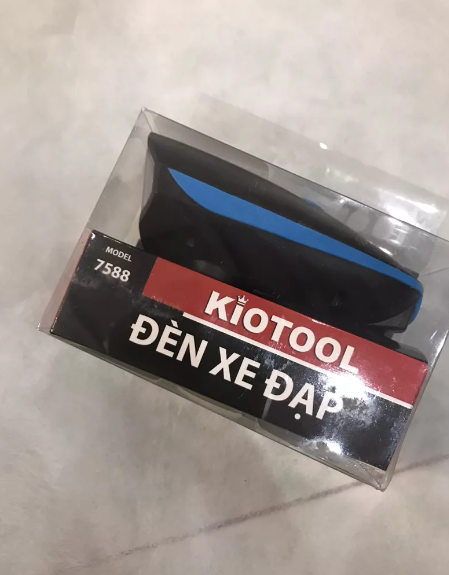 MODEL
7588
KiOTOOL
ĐÈN XE ĐẠP